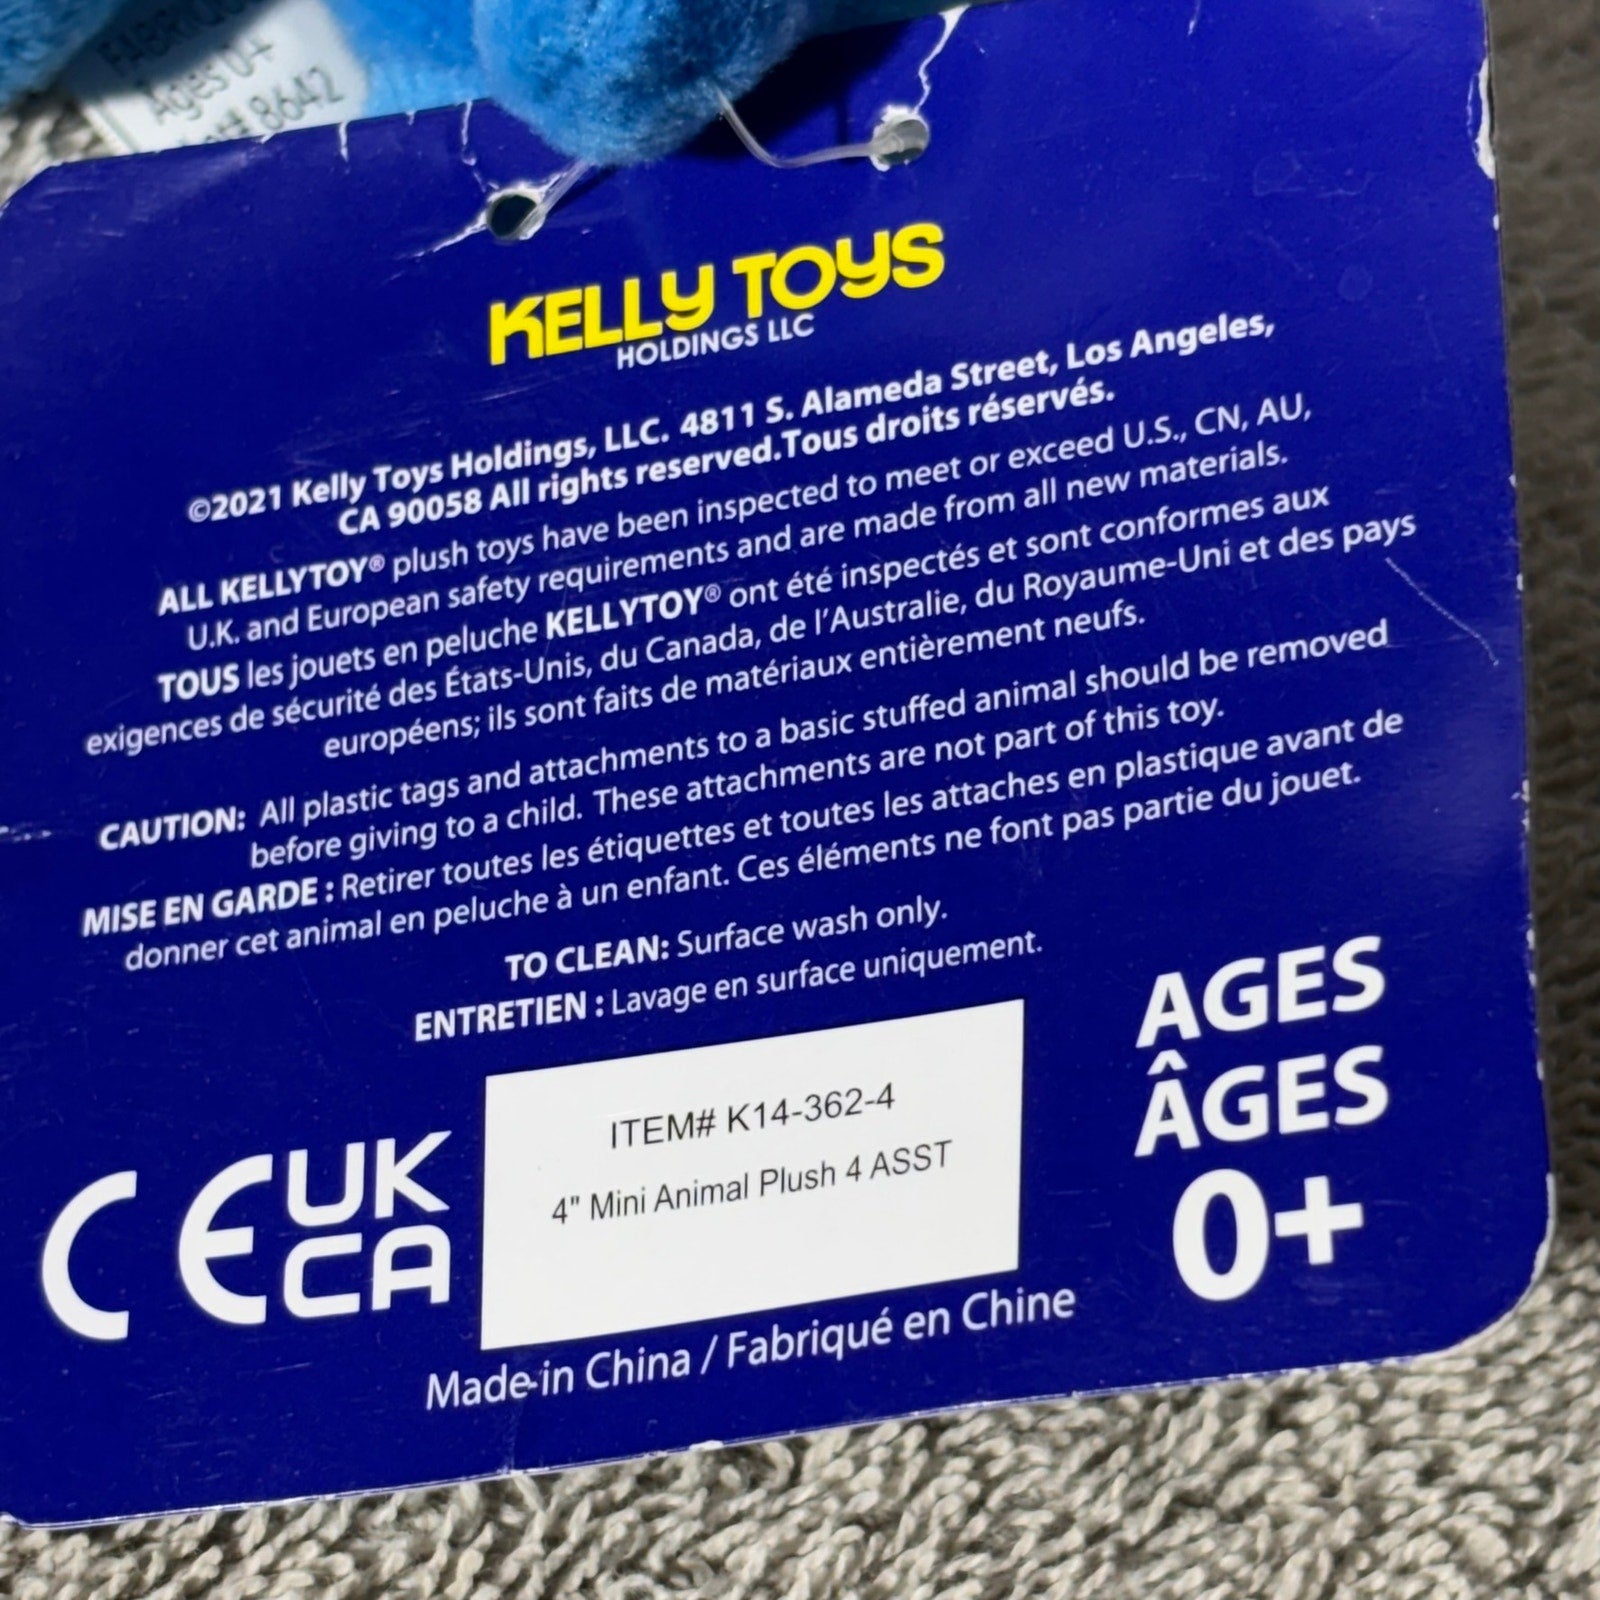 Ages 0+
8642
KELLY TOYS
HOLDINGS LLC
©2021 Kelly Toys Holdings, LLC. 4811 S. Alameda Street, Los Angeles,
CA 90058 All rights reserved.Tous droits réservés.
ALL KELLYTOY® plush toys have been inspected to meet or exceed U.S., CN, AU,
U.K. and European safety requirements and are made from all new materials.
TOUS les jouets en peluche KELLYTOY® ont été inspectés et sont conformes aux
exigences de sécurité des États-Unis, du Canada, de l'Australie, du Royaume-Uni et des pays
européens; ils sont faits de matériaux entièrement neufs.
CAUTION: All plastic tags and attachments to a basic stuffed animal should be removed
before giving to a child. These attachments are not part of this toy.
MISE EN GARDE : Retirer toutes les étiquettes et toutes les attaches en plastique avant de
donner cet animal en peluche à un enfant. Ces éléments ne font pas partie du jouet.
TO CLEAN: Surface wash only.
ENTRETIEN : Lavage en surface uniquement.
CE UK
CA
ITEM# K14-362-4
4" Mini Animal Plush 4 ASST
AGES
ÂGES
0+
Made in China / Fabriqué en Chine